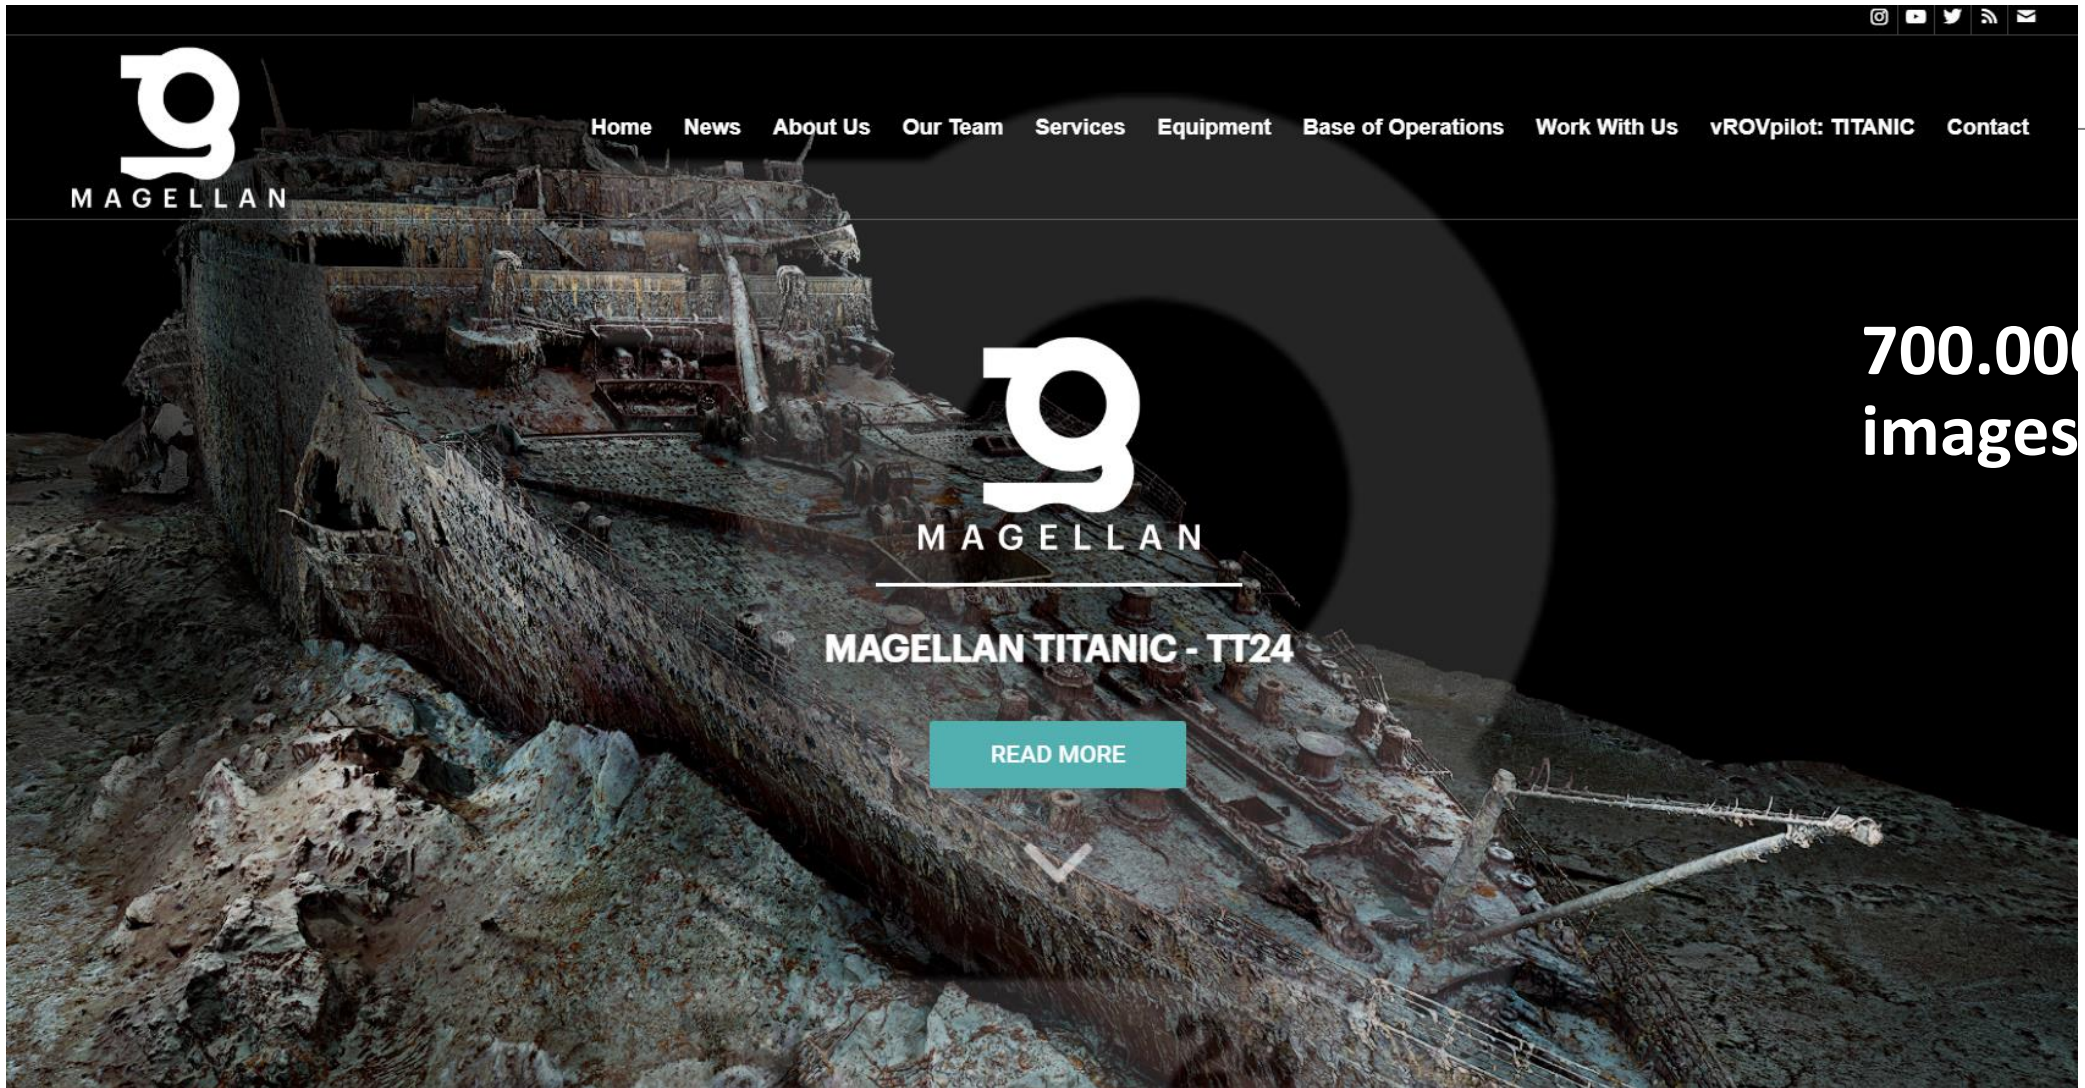 MAGELLAN
Home News About Us Our Team Services Equipment Base of Operations Work With Us vROVpilot: TITANIC Contact
images
MAGELLAN
MAGELLAN TITANIC - TT24
READ MORE